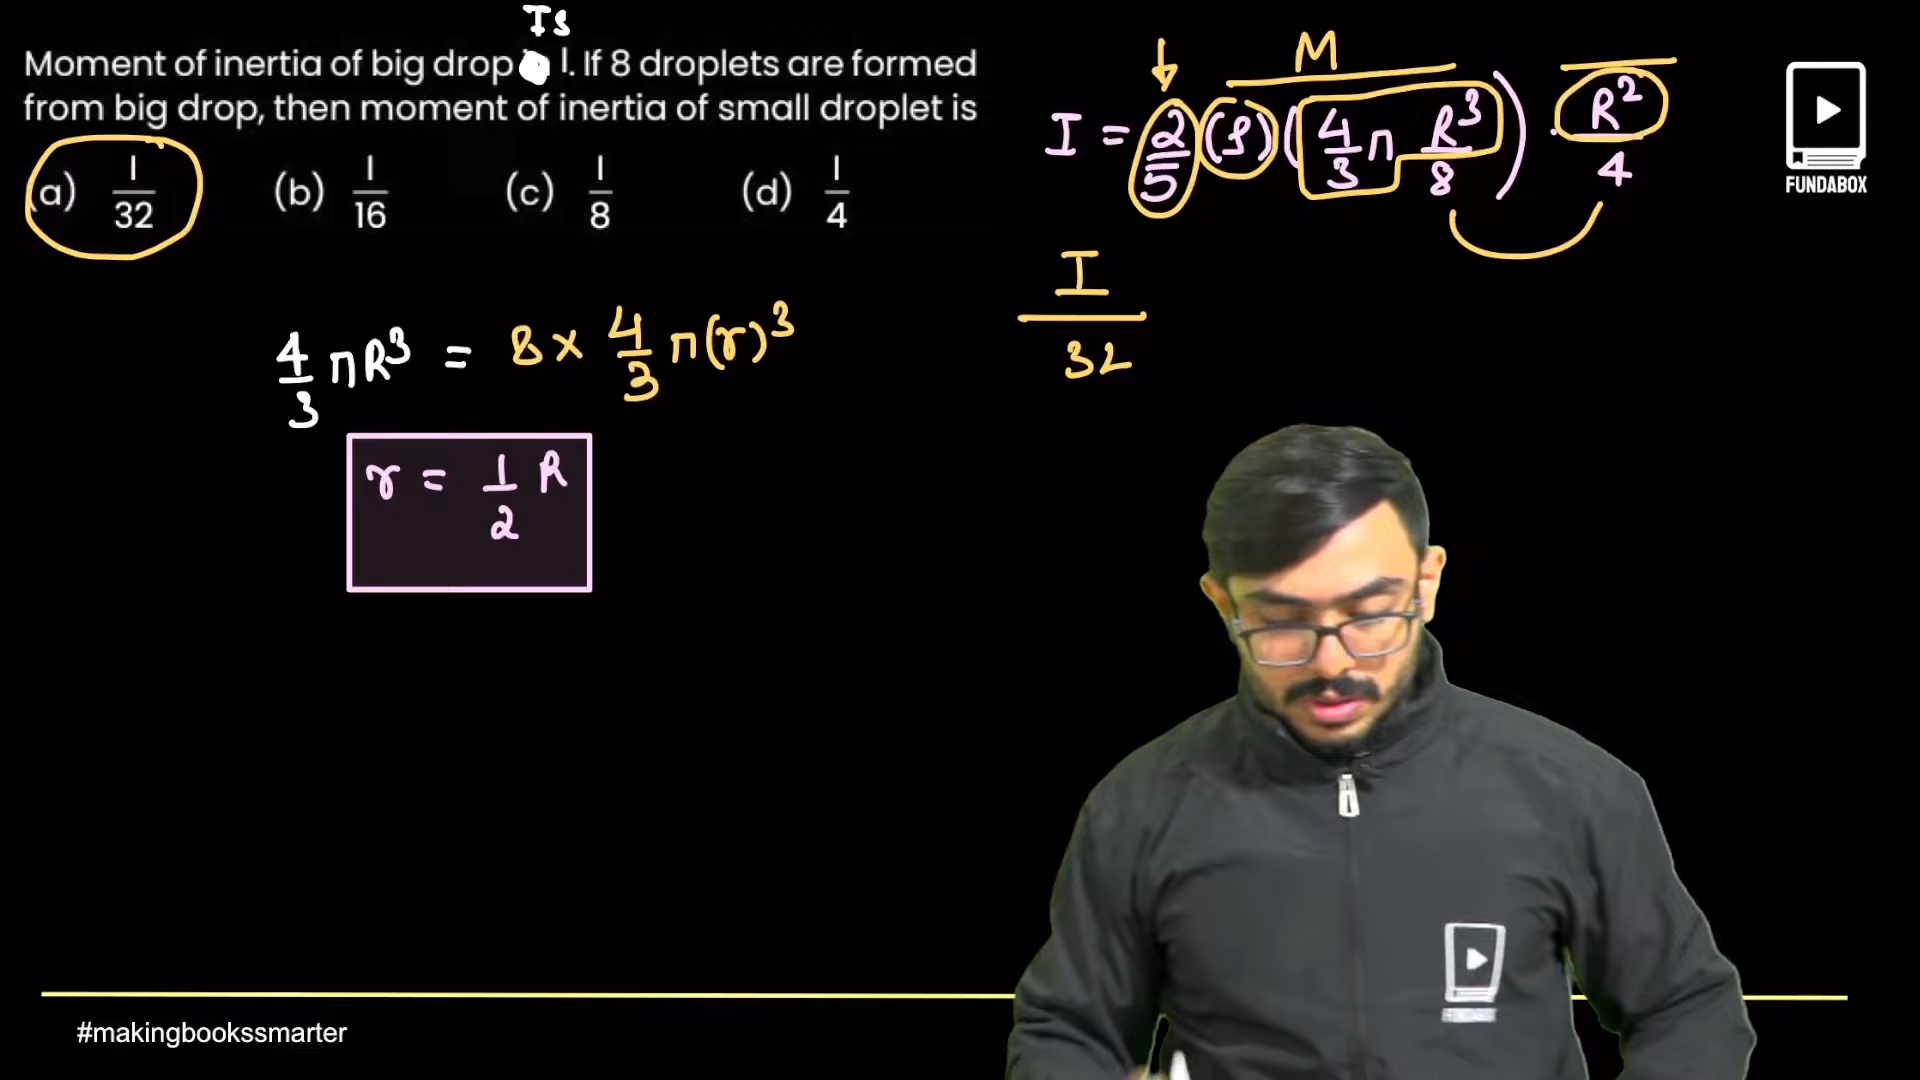 Is
Moment of inertia of big drop I. If 8 droplets are formed
from big drop, then moment of inertia of small droplet is
(a) I/32 (b) I/16 (c) I/8 (d) I/4
I = 2/5 (ρ) (4/3 π R³/8) · R²/4
M
I/32
4/3 πR³ = 8 × 4/3 π(r)³
r = 1/2 R
FUNDABOX
FUNDABOX
#makingbookssmarter